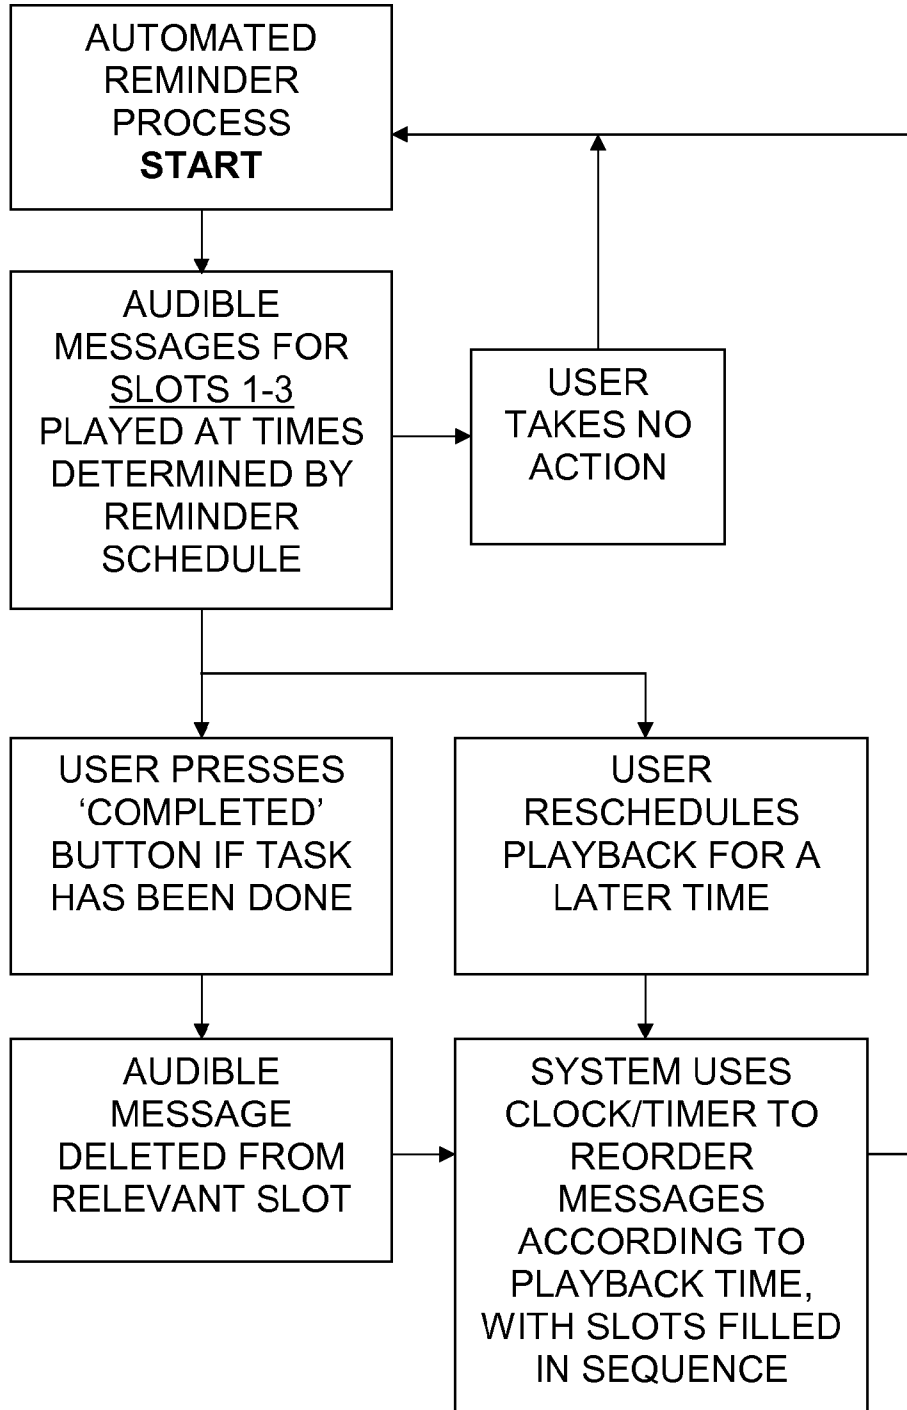 AUTOMATED
REMINDER
PROCESS
START
AUDIBLE
MESSAGES FOR
SLOTS 1-3
PLAYED AT TIMES
DETERMINED BY
REMINDER
SCHEDULE
USER
TAKES NO
ACTION
USER PRESSES
‘COMPLETED’
BUTTON IF TASK
HAS BEEN DONE
USER
RESCHEDULES
PLAYBACK FOR A
LATER TIME
AUDIBLE
MESSAGE
DELETED FROM
RELEVANT SLOT
SYSTEM USES
CLOCK/TIMER TO
REORDER
MESSAGES
ACCORDING TO
PLAYBACK TIME,
WITH SLOTS FILLED
IN SEQUENCE